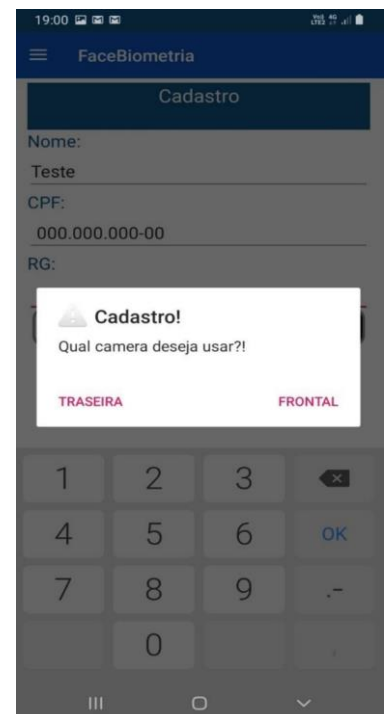 19:00
FaceBiometria
Cadastro
Nome:
Teste
CPF:
000.000.000-00
RG:
Cadastro!
Qual camera deseja usar?!
TRASEIRA FRONTAL
1 2 3
4 5 6 OK
7 8 9 .-
0 .